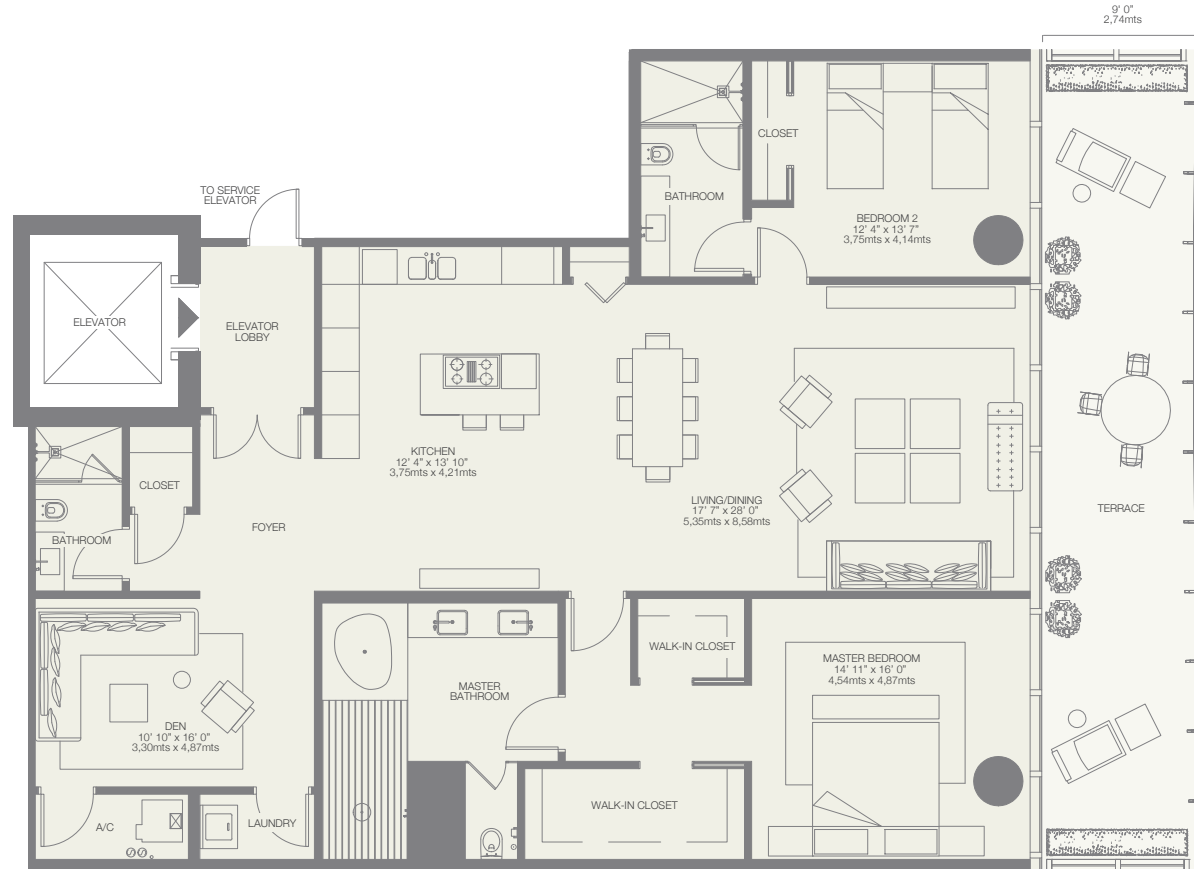 9' 0"
2,74mts
CLOSET
TO SERVICE
ELEVATOR
BATHROOM
BEDROOM 2
12' 4" x 13' 7"
3,75mts x 4,14mts
ELEVATOR
ELEVATOR
LOBBY
KITCHEN
12' 4" x 13' 10"
3,75mts x 4,21mts
CLOSET
LIVING/DINING
17' 7" x 28' 0"
5,35mts x 8,58mts
TERRACE
FOYER
BATHROOM
WALK-IN CLOSET
MASTER BEDROOM
14' 11" x 16' 0"
4,54mts x 4,87mts
MASTER
BATHROOM
DEN
10' 10" x 16' 0"
3,30mts x 4,87mts
WALK-IN CLOSET
A/C
LAUNDRY